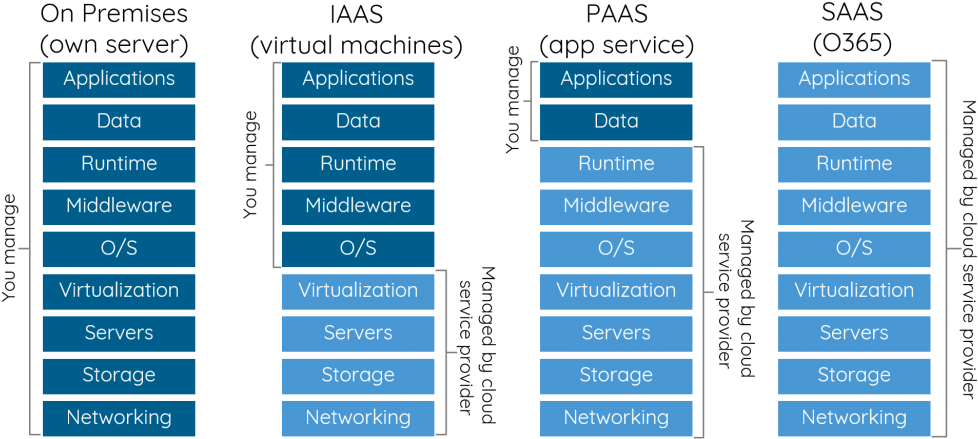 On Premises
(own server)
You manage
Applications
Data
Runtime
Middleware
O/S
Virtualization
Servers
Storage
Networking
IAAS
(virtual machines)
You manage
Applications
Data
Runtime
Middleware
O/S
Virtualization
Servers
Storage
Networking
Managed by cloud
service provider
PAAS
(app service)
You manage
Applications
Data
Runtime
Middleware
O/S
Virtualization
Servers
Storage
Networking
Managed by cloud
service provider
SAAS
(O365)
Applications
Data
Runtime
Middleware
O/S
Virtualization
Servers
Storage
Networking
Managed by cloud service provider